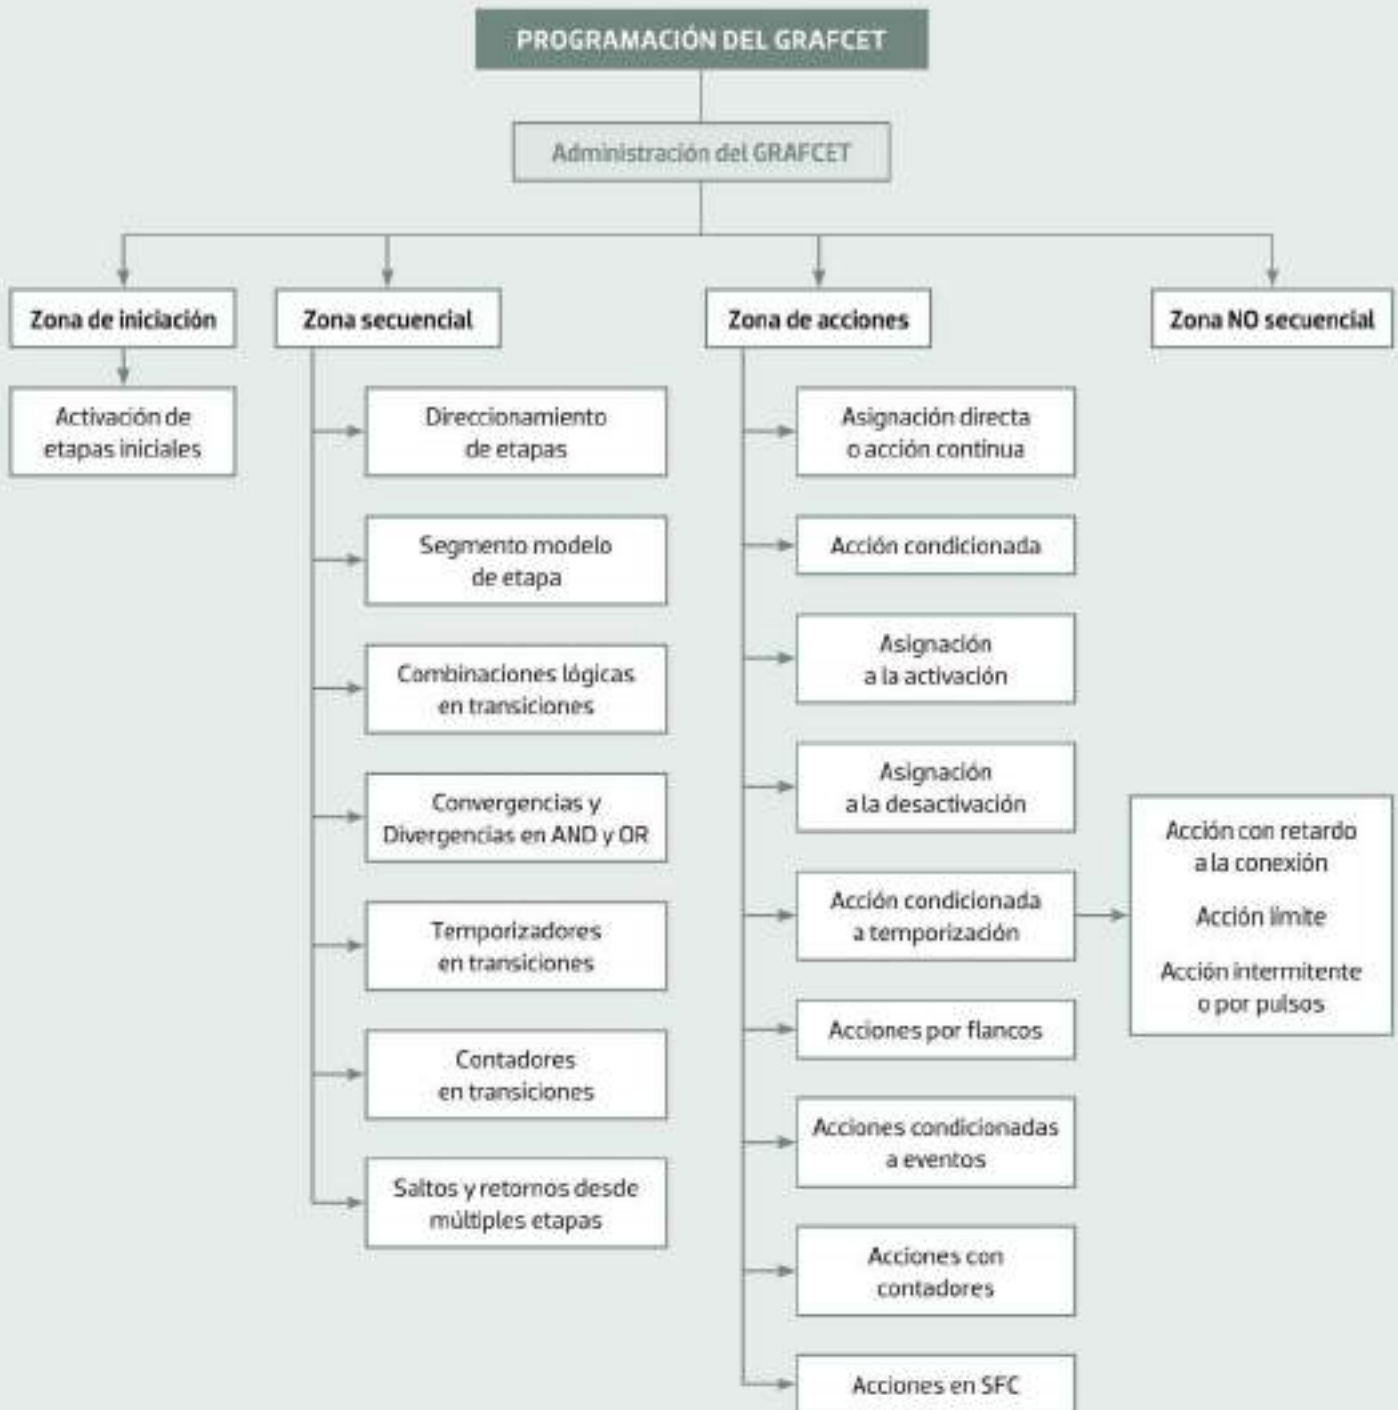 PROGRAMACIÓN DEL GRAFCET
Administración del GRAFCET
Zona de iniciación
Zona secuencial
Zona de acciones
Zona NO secuencial
Activación de
etapas iniciales
Direccionamiento
de etapas
Segmento modelo
de etapa
Combinaciones lógicas
en transiciones
Convergencias y
Divergencias en AND y OR
Temporizadores
en transiciones
Contadores
en transiciones
Saltos y retornos desde
múltiples etapas
Asignación directa
o acción continua
Acción condicionada
Asignación
a la activación
Asignación
a la desactivación
Acción condicionada
a temporización
Acción con retardo
a la conexión
Acción límite
Acción intermitente
o por pulsos
Acciones por flancos
Acciones condicionadas
a eventos
Acciones con
contadores
Acciones en SFC